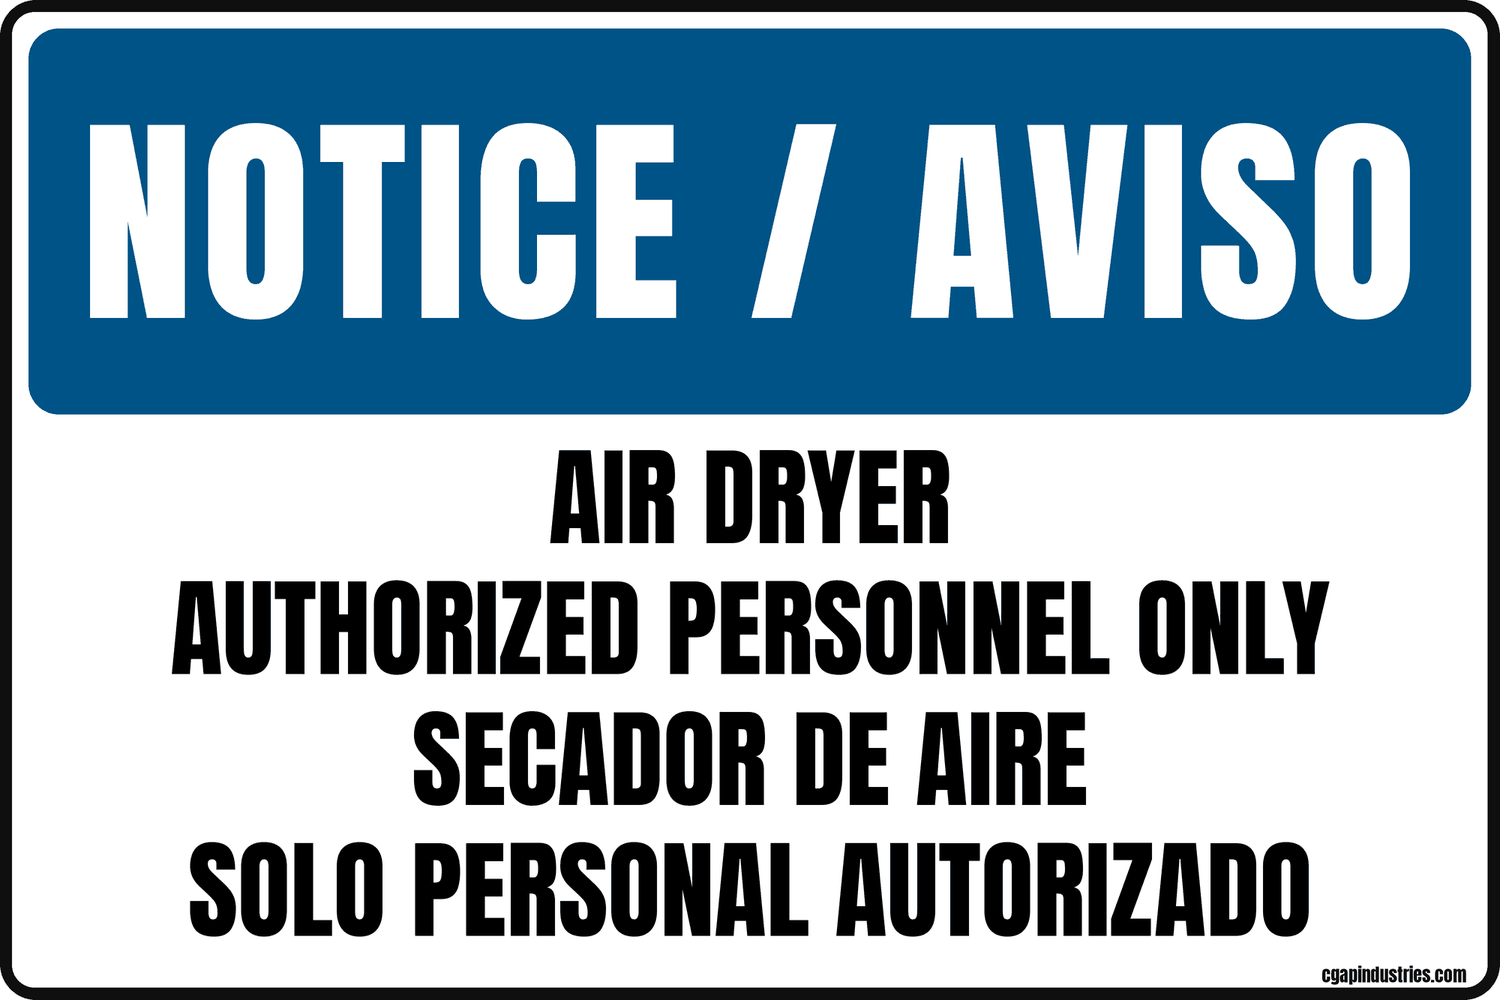 NOTICE / AVISO
AIR DRYER
AUTHORIZED PERSONNEL ONLY
SECADOR DE AIRE
SOLO PERSONAL AUTORIZADO
cgapindustries.com